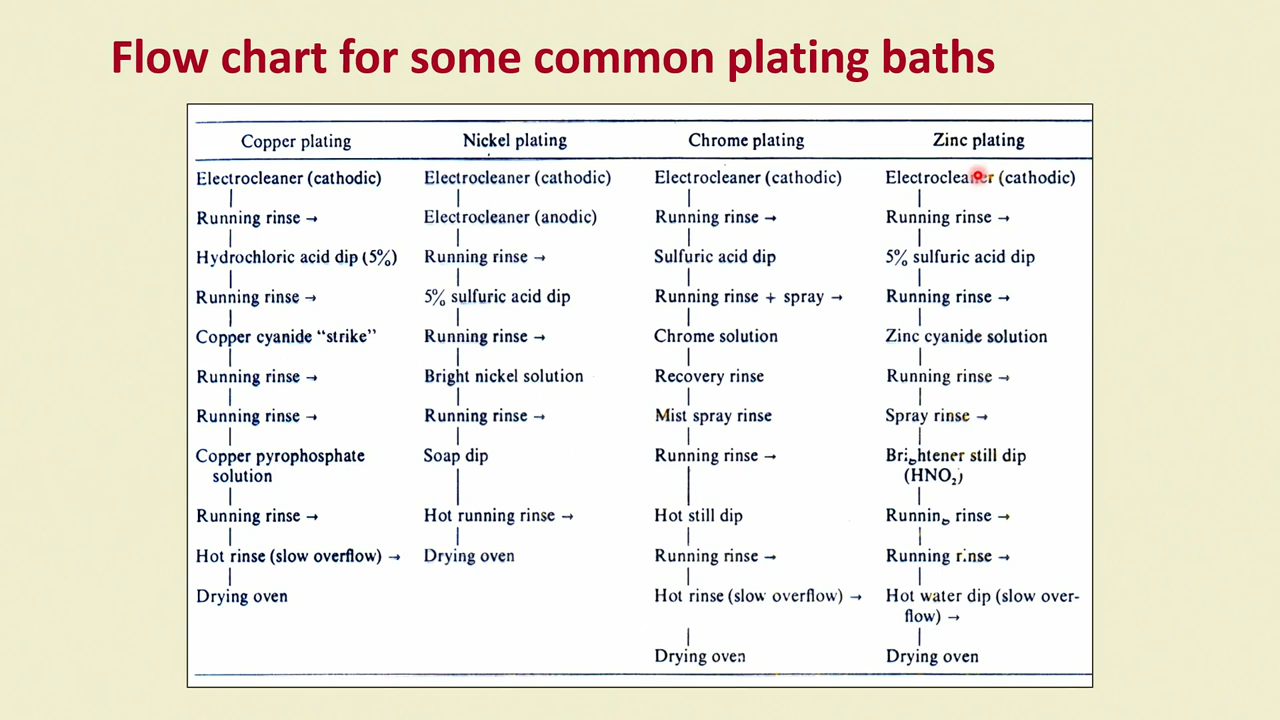 Flow chart for some common plating baths
Copper plating
Electrocleaner (cathodic)
Running rinse →
Hydrochloric acid dip (5%)
Running rinse →
Copper cyanide “strike”
Running rinse →
Running rinse →
Copper pyrophosphate
solution
Running rinse →
Hot rinse (slow overflow) →
Drying oven
Nickel plating
Electrocleaner (cathodic)
Electrocleaner (anodic)
Running rinse →
5% sulfuric acid dip
Running rinse →
Bright nickel solution
Running rinse →
Soap dip
Hot running rinse →
Drying oven
Chrome plating
Electrocleaner (cathodic)
Running rinse →
Sulfuric acid dip
Running rinse + spray →
Chrome solution
Recovery rinse
Mist spray rinse
Running rinse →
Hot still dip
Running rinse →
Hot rinse (slow overflow) →
Drying oven
Zinc plating
Electrocleaner (cathodic)
Running rinse →
5% sulfuric acid dip
Running rinse →
Zinc cyanide solution
Running rinse →
Spray rinse →
Brightener still dip
(HNO₂)
Running rinse →
Running rinse →
Hot water dip (slow over-
flow) →
Drying oven